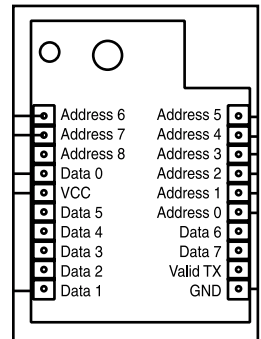 Address 6 Address 5
Address 7 Address 4
Address 8 Address 3
Data 0 Address 2
VCC Address 1
Data 5 Address 0
Data 4 Data 6
Data 3 Data 7
Data 2 Valid TX
Data 1 GND